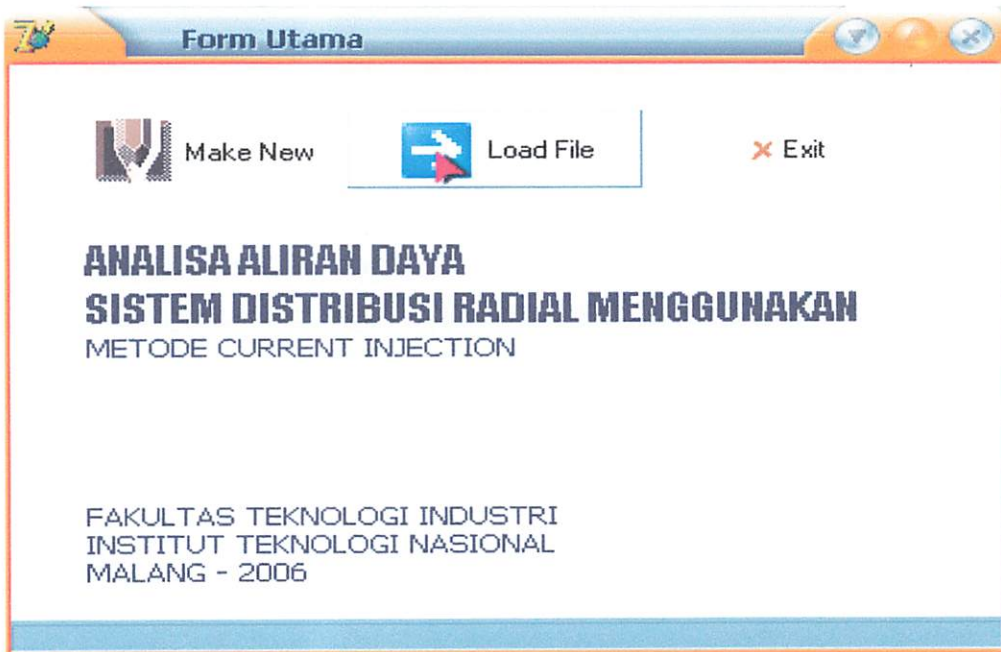 Form Utama
Make New Load File Exit
ANALISA ALIRAN DAYA
SISTEM DISTRIBUSI RADIAL MENGGUNAKAN
METODE CURRENT INJECTION
FAKULTAS TEKNOLOGI INDUSTRI
INSTITUT TEKNOLOGI NASIONAL
MALANG - 2006